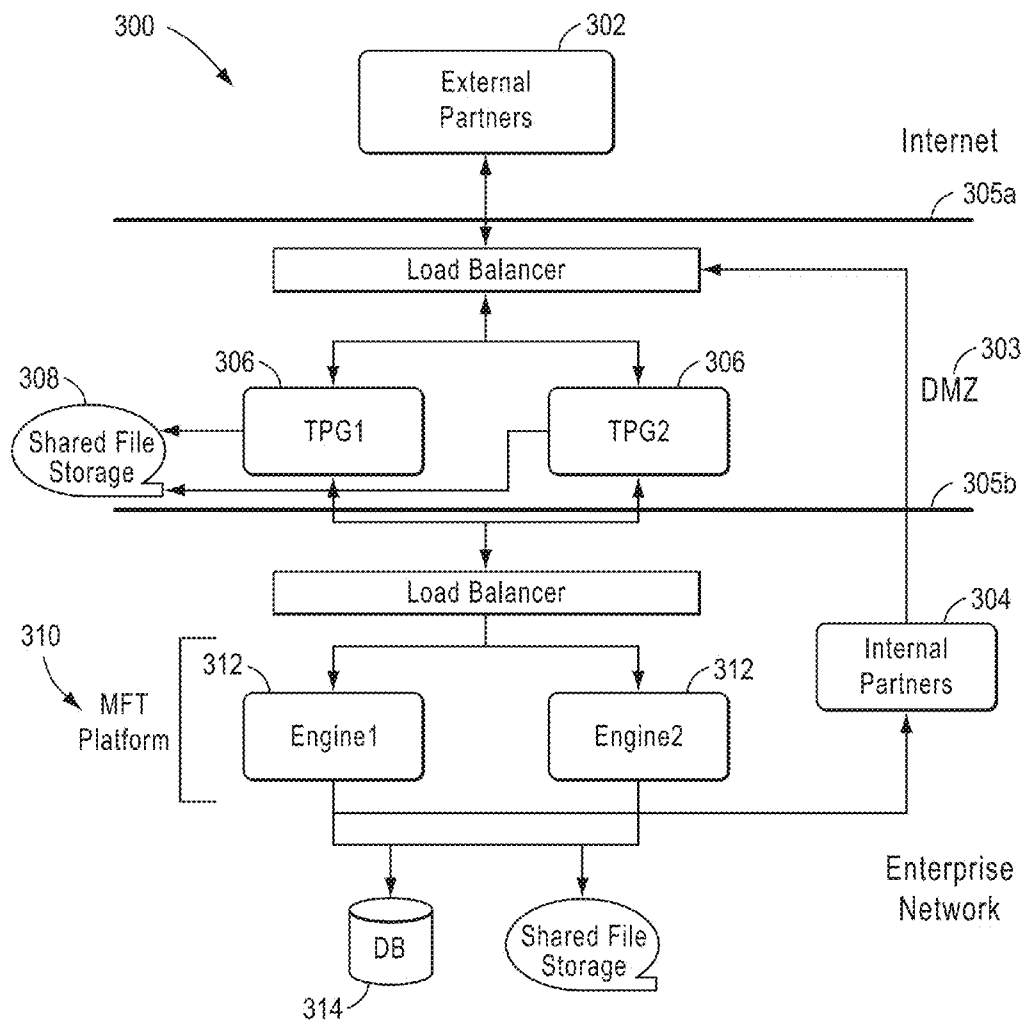 300
302
External
Partners
Internet
305a
Load Balancer
303
DMZ
306
306
308
TPG1
TPG2
Shared File
Storage
305b
Load Balancer
304
Internal
Partners
310
MFT
Platform
312
312
Engine1
Engine2
Enterprise
Network
DB
Shared File
Storage
314